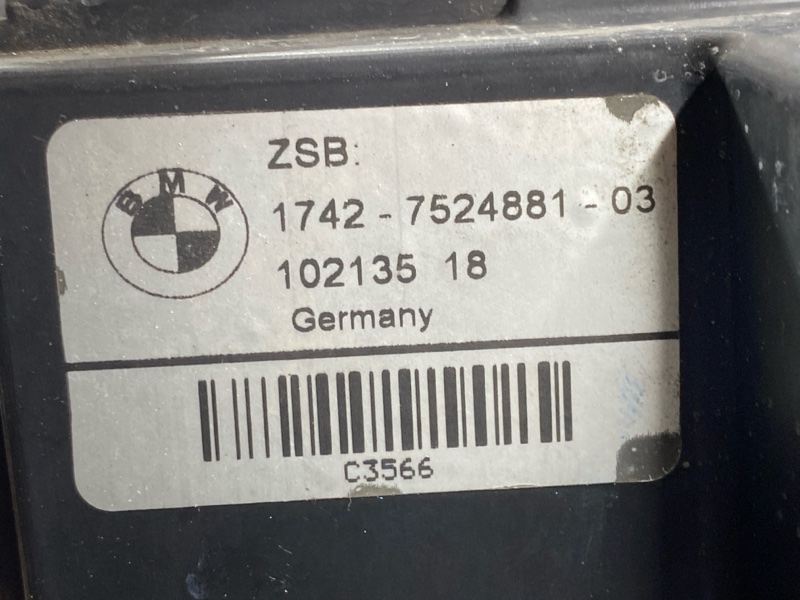 BMW
ZSB:
1742 - 7524881 - 03
102135 18
Germany
C3566